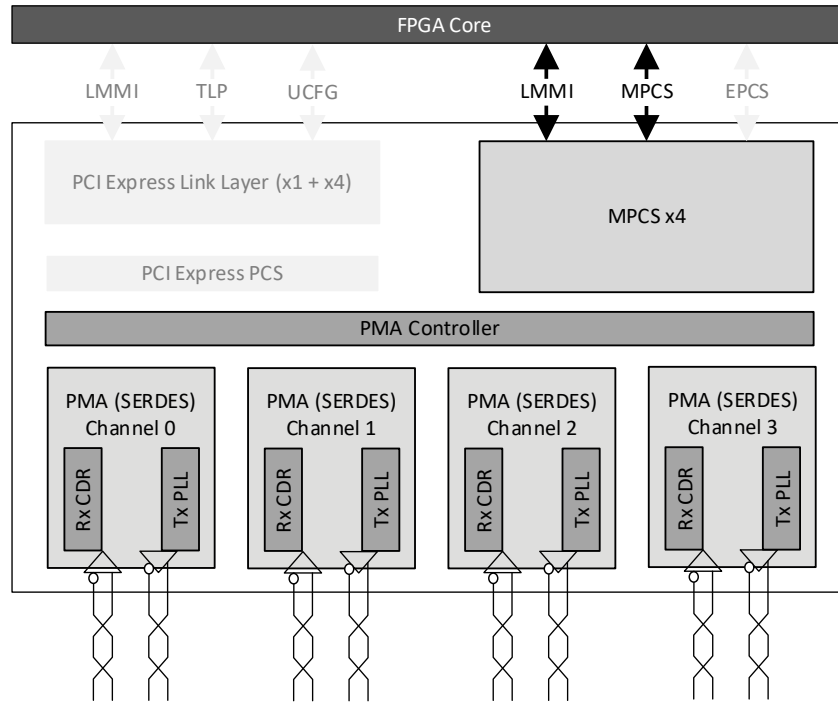 FPGA Core
LMMI
TLP
UCFG
LMMI
MPCS
EPCS
PCI Express Link Layer (x1 + x4)
MPCS x4
PCI Express PCS
PMA Controller
PMA (SERDES)
Channel 0
Rx CDR
Tx PLL
PMA (SERDES)
Channel 1
Rx CDR
Tx PLL
PMA (SERDES)
Channel 2
Rx CDR
Tx PLL
PMA (SERDES)
Channel 3
Rx CDR
Tx PLL